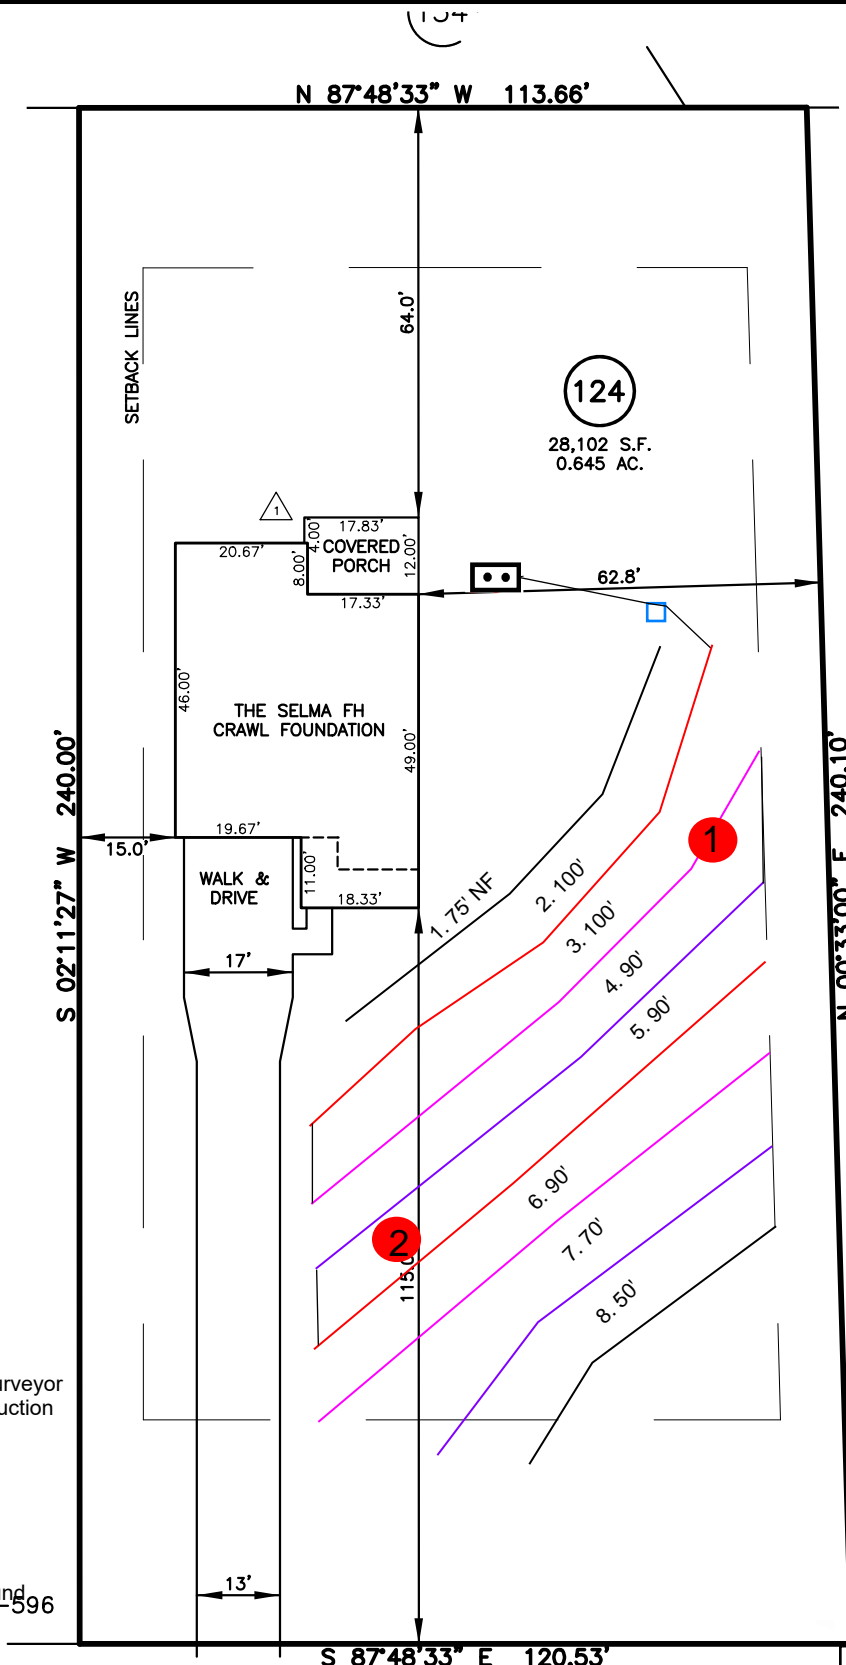 N 87°48'33" W 113.66'
SETBACK LINES
64.0'
124
28,102 S.F.
0.645 AC.
1
17.83'
4.00'
COVERED
PORCH
12.00'
20.67'
8.00'
17.33'
62.8'
46.00'
THE SELMA FH
CRAWL FOUNDATION
49.00'
S 02°11'27" W 240.00'
N 00°33'00" E 240.10'
15.0'
19.67'
11.00'
WALK &
DRIVE
18.33'
17'
1. 75' NF
2. 100'
3. 100'
4. 90'
5. 90'
6. 90'
7. 70'
8. 50'
1
2
115.0'
urveyor
uction
13'
und
-596
S 87°48'33" E 120.53'